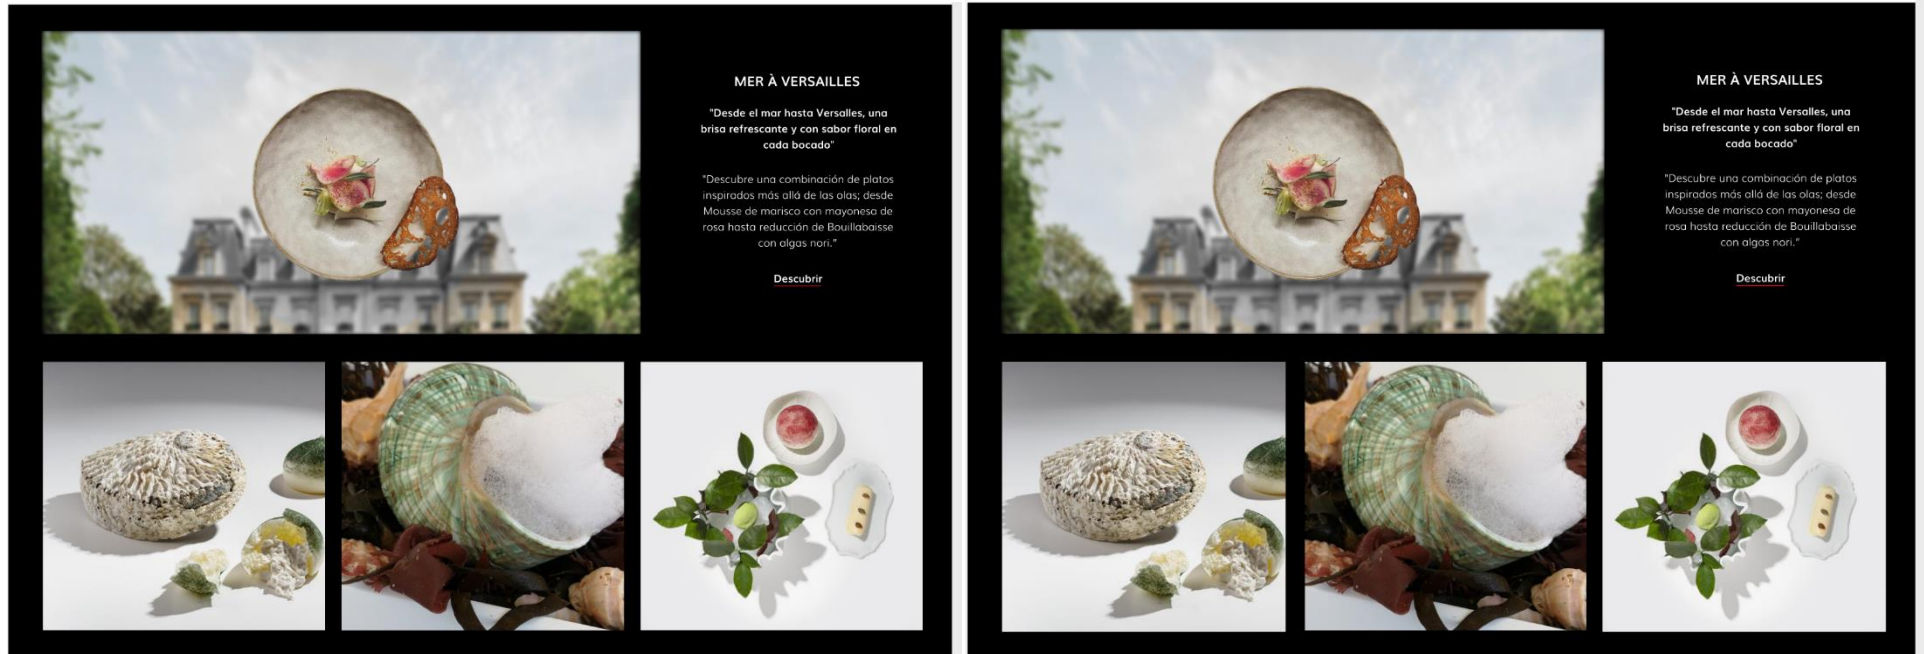 MER À VERSAILLES
"Desde el mar hasta Versalles, una
brisa refrescante y con sabor floral en
cada bocado"
"Descubre una combinación de platos
inspirados más allá de las olas; desde
Mousse de marisco con mayonesa de
rosa hasta reducción de Bouillabaisse
con algas nori."
Descubrir
MER À VERSAILLES
"Desde el mar hasta Versalles, una
brisa refrescante y con sabor floral en
cada bocado"
"Descubre una combinación de platos
inspirados más allá de las olas; desde
Mousse de marisco con mayonesa de
rosa hasta reducción de Bouillabaisse
con algas nori."
Descubrir